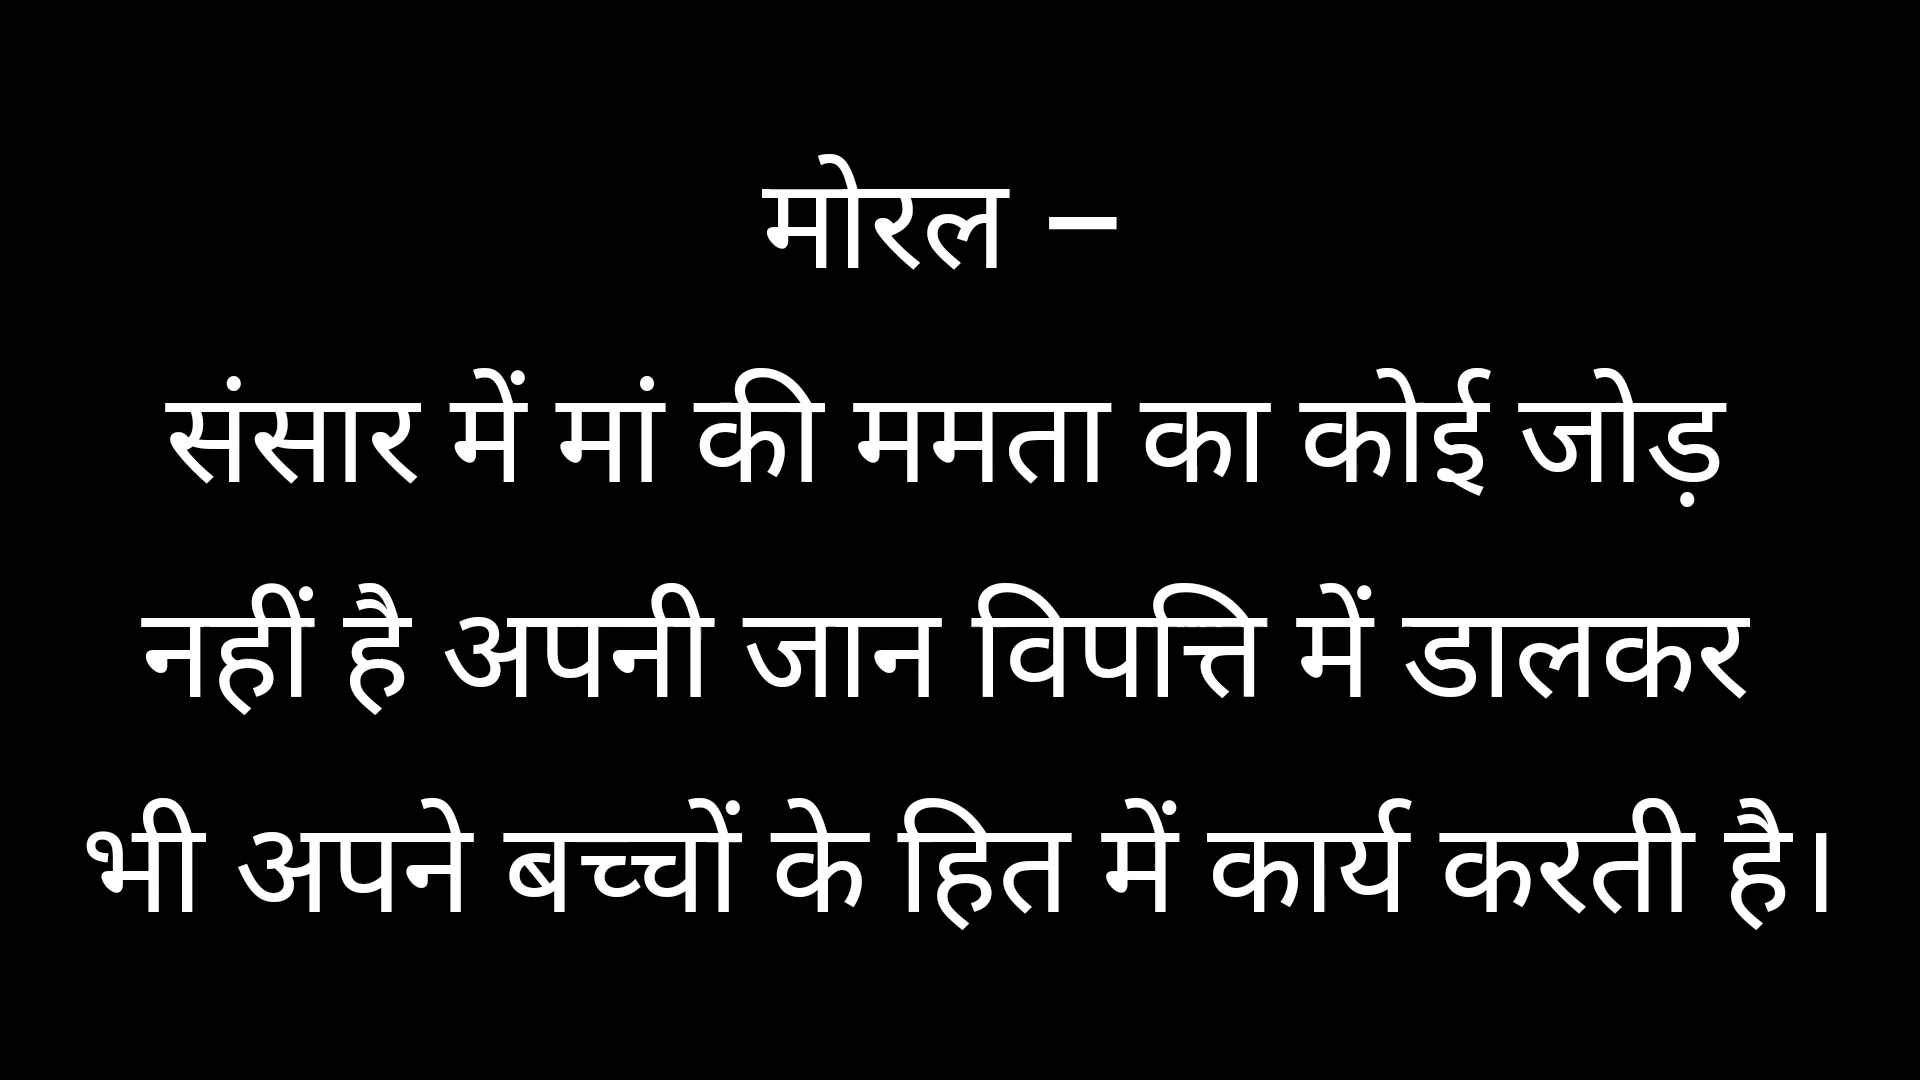 मोरल –
संसार में मां की ममता का कोई जोड़
नहीं है अपनी जान विपत्ति में डालकर
भी अपने बच्चों के हित में कार्य करती है।